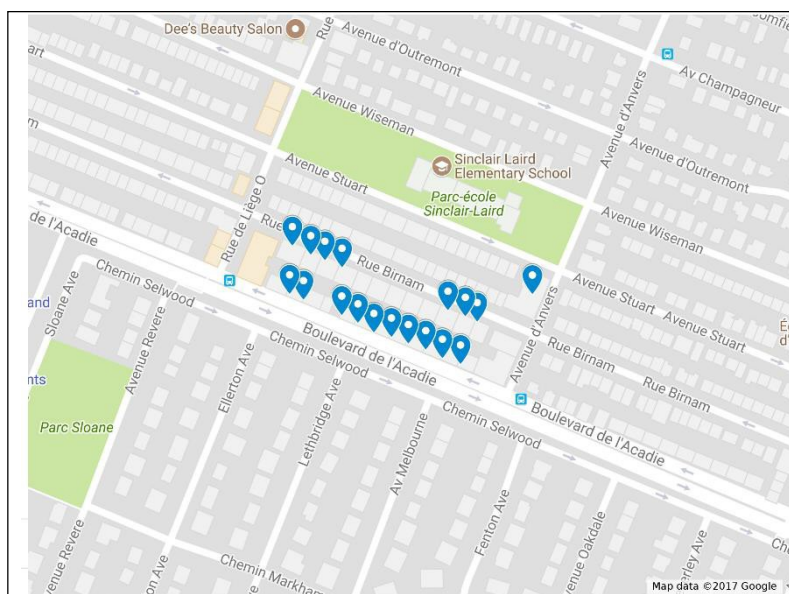 Dee's Beauty Salon
Rue
Avenue d'Outremont
Av Champagneur
Avenue Wiseman
Avenue d'Anvers
Avenue Stuart
Sinclair Laird
Elementary School
Avenue d'Outremont
Parc-école
Sinclair-Laird
Avenue Wiseman
Rue de Liège O
de l'Acadie
Rue Birnam
Sloane Ave
Chemin Selwood
Avenue Stuart
Avenue Stuart
Avenue d'Anvers
Boulevard de l'Acadie
Chemin Selwood
Rue Birnam
Avenue Revere
Ellerton Ave
Lethbridge Ave
Av Melbourne
Chemin Selwood
Boulevard de l'Acadie
Parc Sloane
Fenton Ave
Avenue Oakdale
Chemin Markham
Map data ©2017 Google